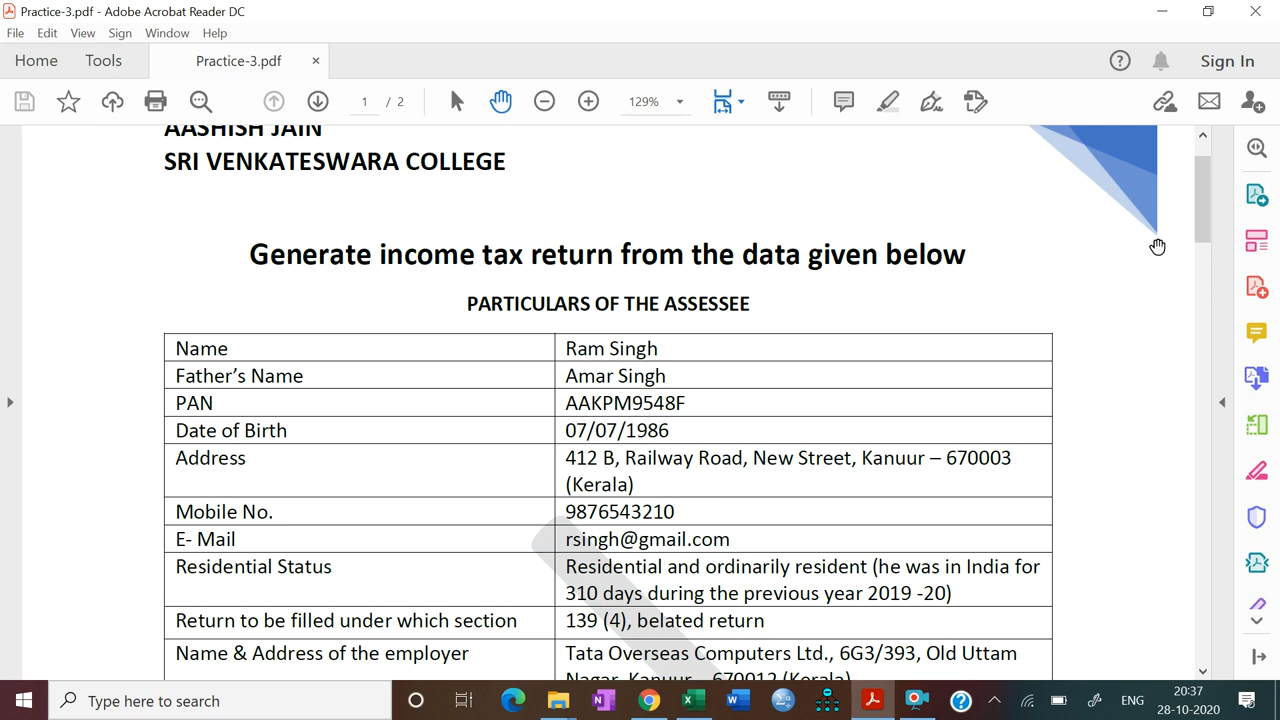 Practice-3.pdf - Adobe Acrobat Reader DC
File Edit View Sign Window Help
Home Tools Practice-3.pdf × Sign In
1 / 2 129%
AASHISH JAIN
SRI VENKATESWARA COLLEGE
Generate income tax return from the data given below
PARTICULARS OF THE ASSESSEE
Name Ram Singh
Father's Name Amar Singh
PAN AAKPM9548F
Date of Birth 07/07/1986
Address 412 B, Railway Road, New Street, Kanuur – 670003
(Kerala)
Mobile No. 9876543210
E- Mail rsingh@gmail.com
Residential Status Residential and ordinarily resident (he was in India for
310 days during the previous year 2019 -20)
Return to be filled under which section 139 (4), belated return
Name & Address of the employer Tata Overseas Computers Ltd., 6G3/393, Old Uttam
Nagar, Kanuur – 670012 (Kerala)
Type here to search ENG 20:37
28-10-2020